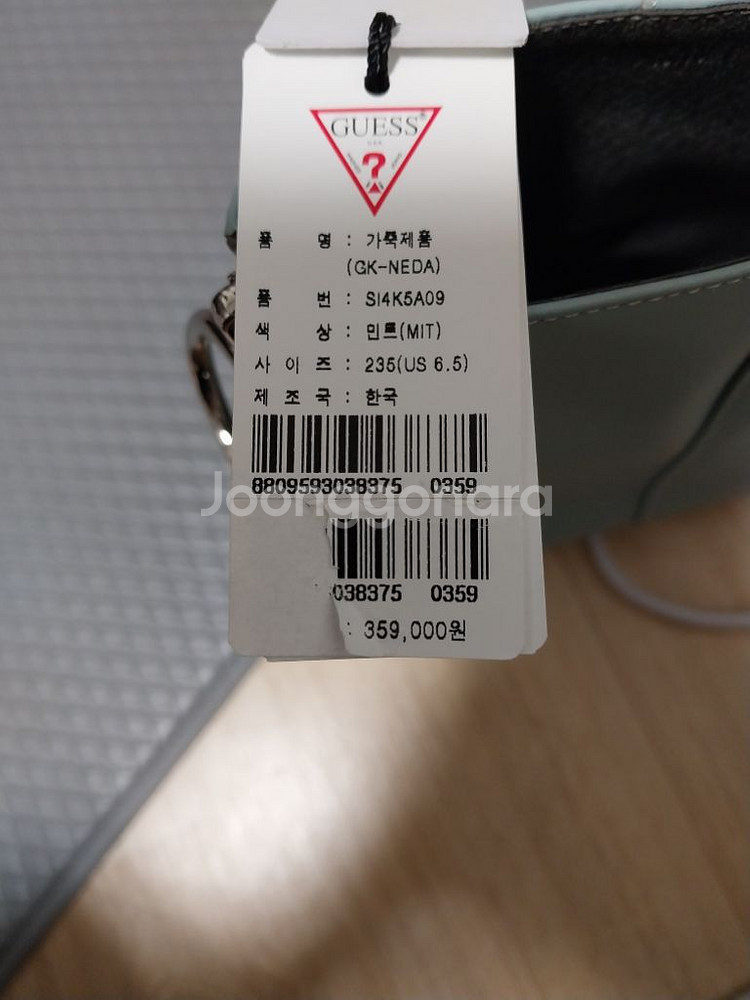 GUESS
?
품 명 : 가죽제품
(GK-NEDA)
품 번 : SI4K5A09
색 상 : 민트(MIT)
사 이 즈 : 235(US 6.5)
제 조 국 : 한국
8809593038375 0359
Joonggonara
038375 0359
: 359,000원